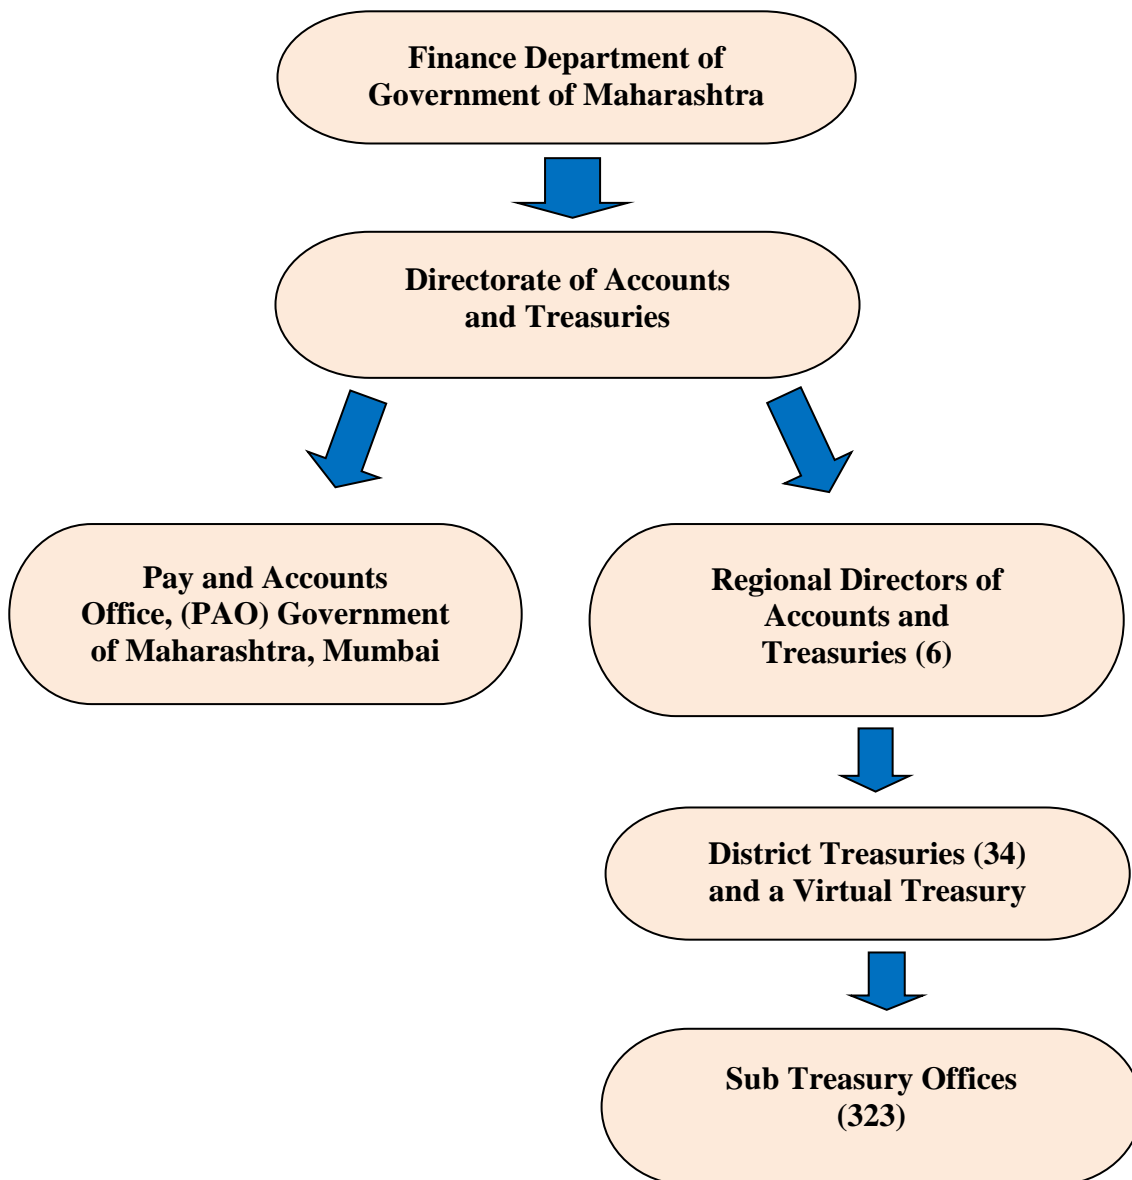 Finance Department of
Government of Maharashtra
Directorate of Accounts
and Treasuries
Pay and Accounts
Office, (PAO) Government
of Maharashtra, Mumbai
Regional Directors of
Accounts and
Treasuries (6)
District Treasuries (34)
and a Virtual Treasury
Sub Treasury Offices
(323)